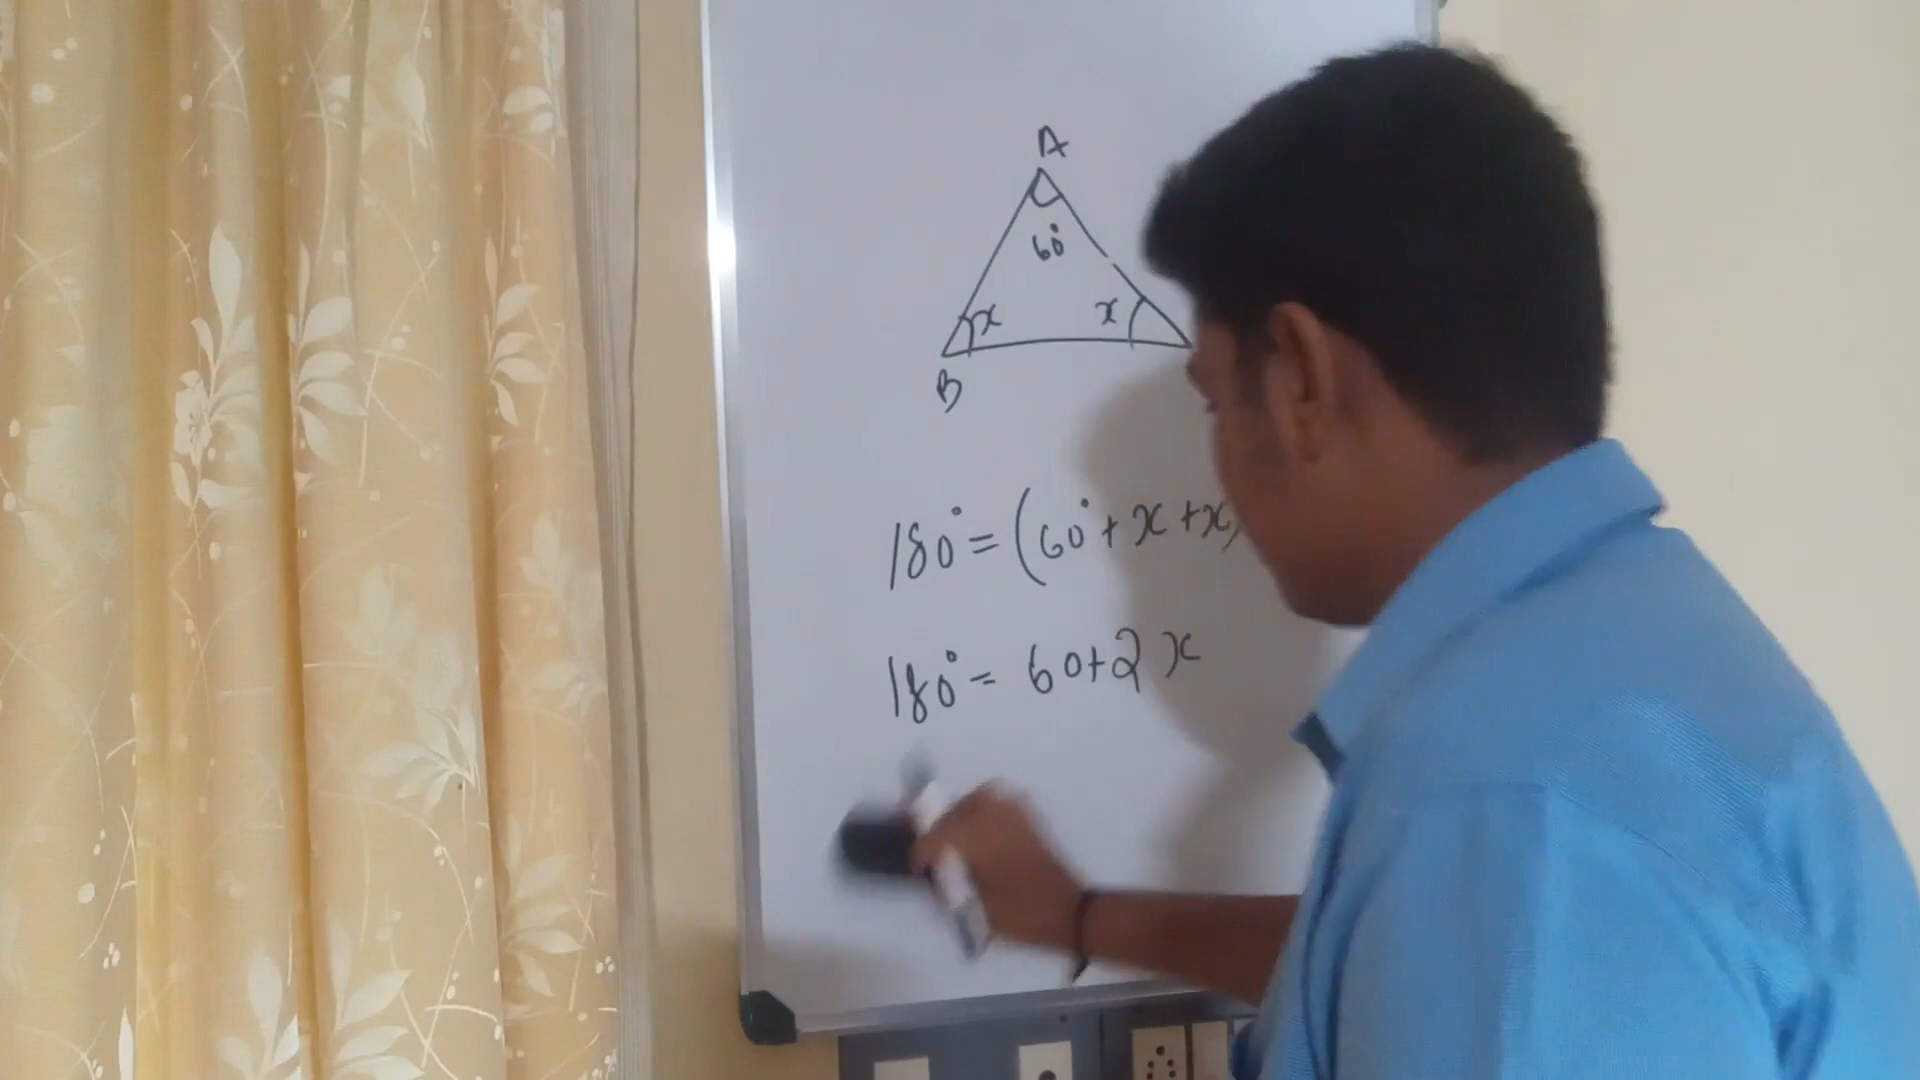 A
60°
x x
B
180° = (60° + x + x)
180° = 60 + 2x